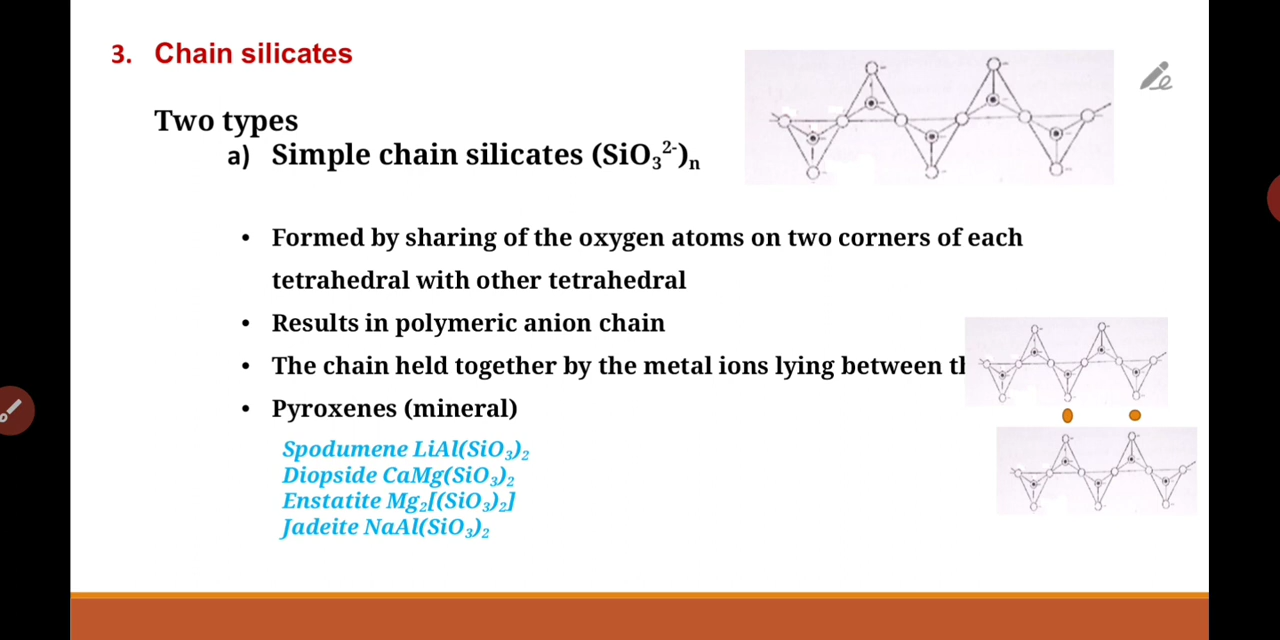 3. Chain silicates
Two types
a) Simple chain silicates (SiO₃²⁻)ₙ
• Formed by sharing of the oxygen atoms on two corners of each
tetrahedral with other tetrahedral
• Results in polymeric anion chain
• The chain held together by the metal ions lying between
• Pyroxenes (mineral)
Spodumene LiAl(SiO₃)₂
Diopside CaMg(SiO₃)₂
Enstatite Mg₂[(SiO₃)₂]
Jadeite NaAl(SiO₃)₂